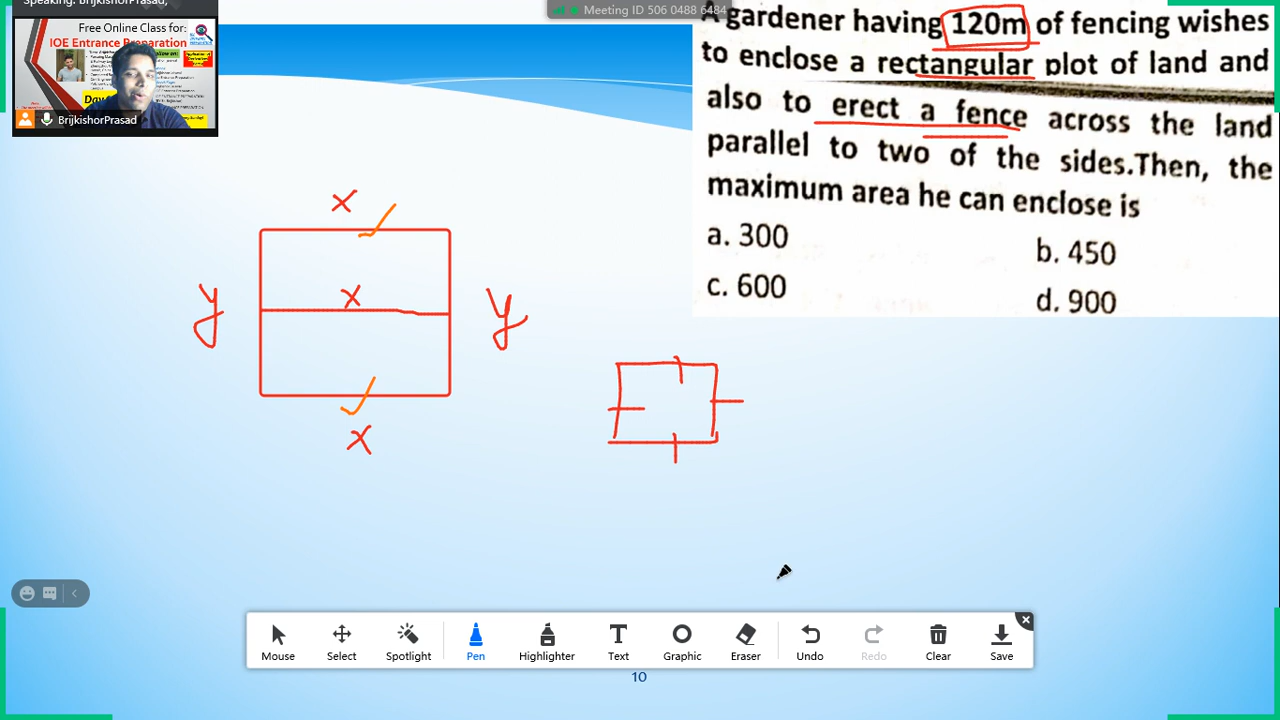 Speaking: BrijkishorPrasad,
Meeting ID 506 0488 6484
Free Online Class for:
IOE Entrance Preparation
BrijkishorPrasad
A gardener having 120m of fencing wishes
to enclose a rectangular plot of land and
also to erect a fence across the land
parallel to two of the sides.Then, the
maximum area he can enclose is
a. 300
b. 450
c. 600
d. 900
x
y
x
y
x
Mouse
Select
Spotlight
Pen
Highlighter
Text
Graphic
Eraser
Undo
Redo
Clear
Save
10